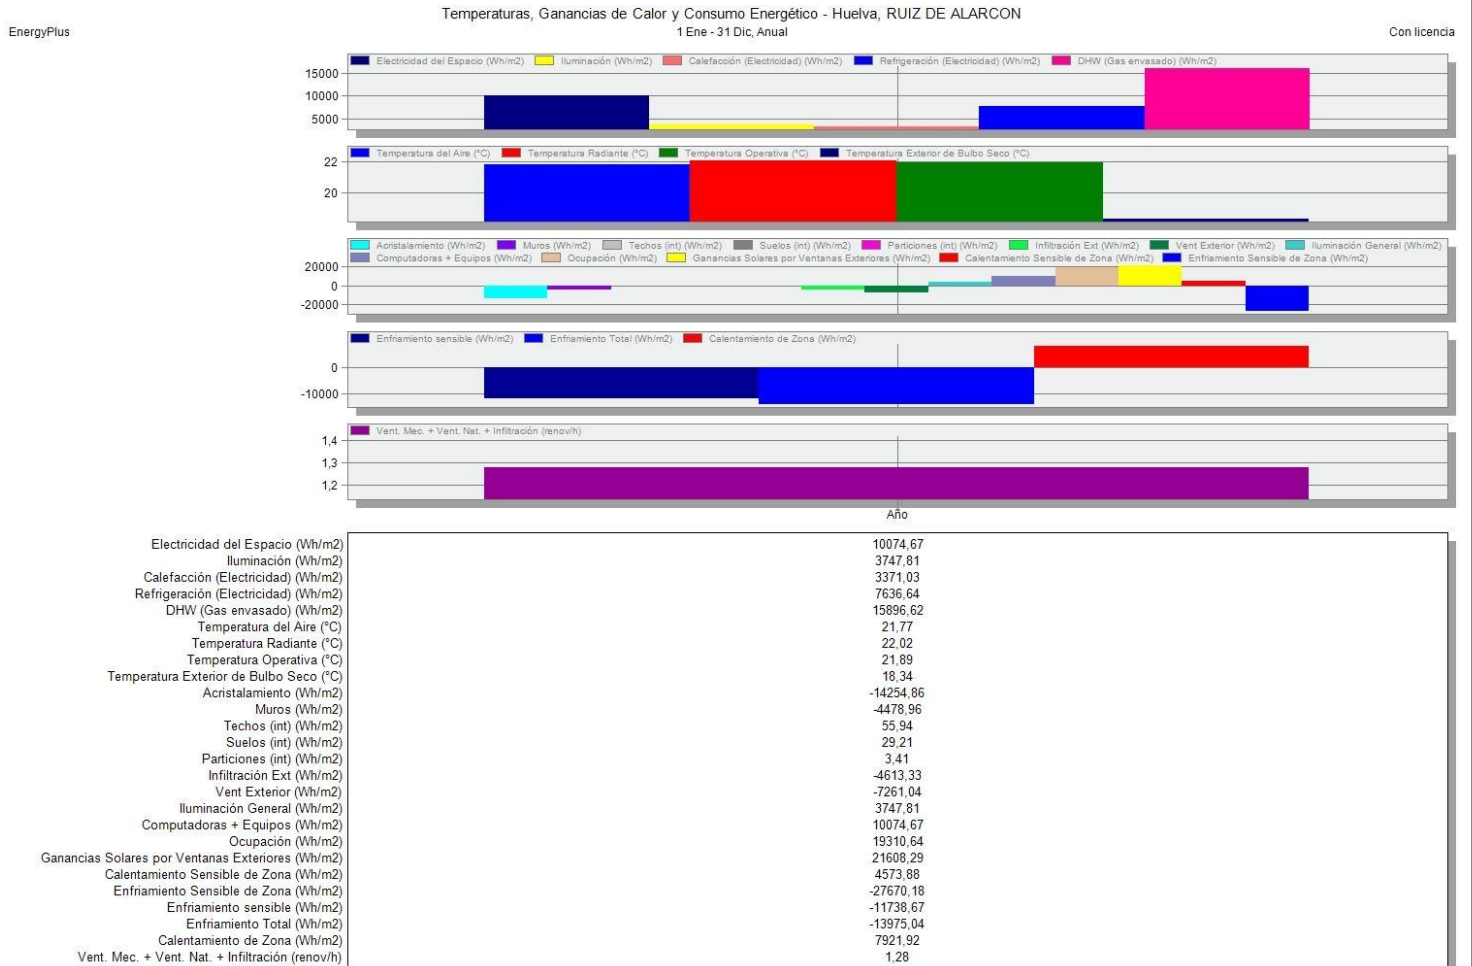 Temperaturas, Ganancias de Calor y Consumo Energético - Huelva, RUIZ DE ALARCON
EnergyPlus 1 Ene - 31 Dic, Anual Con licencia
Electricidad del Espacio (Wh/m2) Iluminación (Wh/m2) Calefacción (Electricidad) (Wh/m2) Refrigeración (Electricidad) (Wh/m2) DHW (Gas envasado) (Wh/m2)
15000
10000
5000
Temperatura del Aire (°C) Temperatura Radiante (°C) Temperatura Operativa (°C) Temperatura Exterior de Bulbo Seco (°C)
22
20
Acristalamiento (Wh/m2) Muros (Wh/m2) Techos (int) (Wh/m2) Suelos (int) (Wh/m2) Particiones (int) (Wh/m2) Infiltración Ext (Wh/m2) Vent Exterior (Wh/m2) Iluminación General (Wh/m2)
Computadoras + Equipos (Wh/m2) Ocupación (Wh/m2) Ganancias Solares por Ventanas Exteriores (Wh/m2) Calentamiento Sensible de Zona (Wh/m2) Enfriamiento Sensible de Zona (Wh/m2)
20000
0
-20000
Enfriamiento sensible (Wh/m2) Enfriamiento Total (Wh/m2) Calentamiento de Zona (Wh/m2)
0
-10000
Vent. Mec. + Vent. Nat. + Infiltración (renov/h)
1,4
1,3
1,2
Año
Electricidad del Espacio (Wh/m2) 10074,67
Iluminación (Wh/m2) 3747,81
Calefacción (Electricidad) (Wh/m2) 3371,03
Refrigeración (Electricidad) (Wh/m2) 7636,64
DHW (Gas envasado) (Wh/m2) 15896,62
Temperatura del Aire (°C) 21,77
Temperatura Radiante (°C) 22,02
Temperatura Operativa (°C) 21,89
Temperatura Exterior de Bulbo Seco (°C) 18,34
Acristalamiento (Wh/m2) -14254,86
Muros (Wh/m2) -4478,96
Techos (int) (Wh/m2) 55,94
Suelos (int) (Wh/m2) 29,21
Particiones (int) (Wh/m2) 3,41
Infiltración Ext (Wh/m2) -4613,33
Vent Exterior (Wh/m2) -7261,04
Iluminación General (Wh/m2) 3747,81
Computadoras + Equipos (Wh/m2) 10074,67
Ocupación (Wh/m2) 19310,64
Ganancias Solares por Ventanas Exteriores (Wh/m2) 21608,29
Calentamiento Sensible de Zona (Wh/m2) 4573,88
Enfriamiento Sensible de Zona (Wh/m2) -27670,18
Enfriamiento sensible (Wh/m2) -11738,67
Enfriamiento Total (Wh/m2) -13975,04
Calentamiento de Zona (Wh/m2) 7921,92
Vent. Mec. + Vent. Nat. + Infiltración (renov/h) 1,28